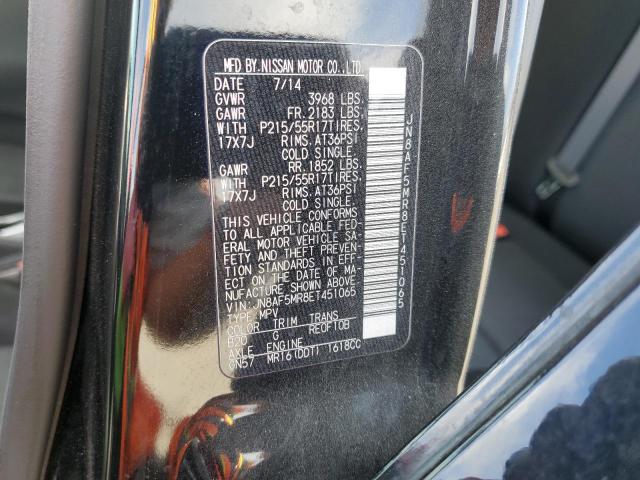 MFD BY.NISSAN MOTOR CO.,LTD.
DATE 7/14
GVWR 3968 LBS.
GAWR FR.2183 LBS.
WITH P215/55R17TIRES,
17X7J RIMS.AT36PSI
COLD SINGLE
GAWR RR.1852 LBS.
WITH P215/55R17TIRES,
17X7J RIMS.AT36PSI
COLD SINGLE
THIS VEHICLE CONFORMS
TO ALL APPLICABLE FED-
ERAL MOTOR VEHICLE SA-
FETY AND THEFT PREVEN-
TION STANDARDS IN EFF-
ECT ON THE DATE OF MA-
NUFACTURE SHOWN ABOVE.
VIN:JN8AF5MR8ET451065
TYPE:MPV
COLOR TRIM TRANS
B20 G RE0F10B
AXLE ENGINE
GN57 MR16(DDT) 1618CC
JN8AF5MR8ET451065